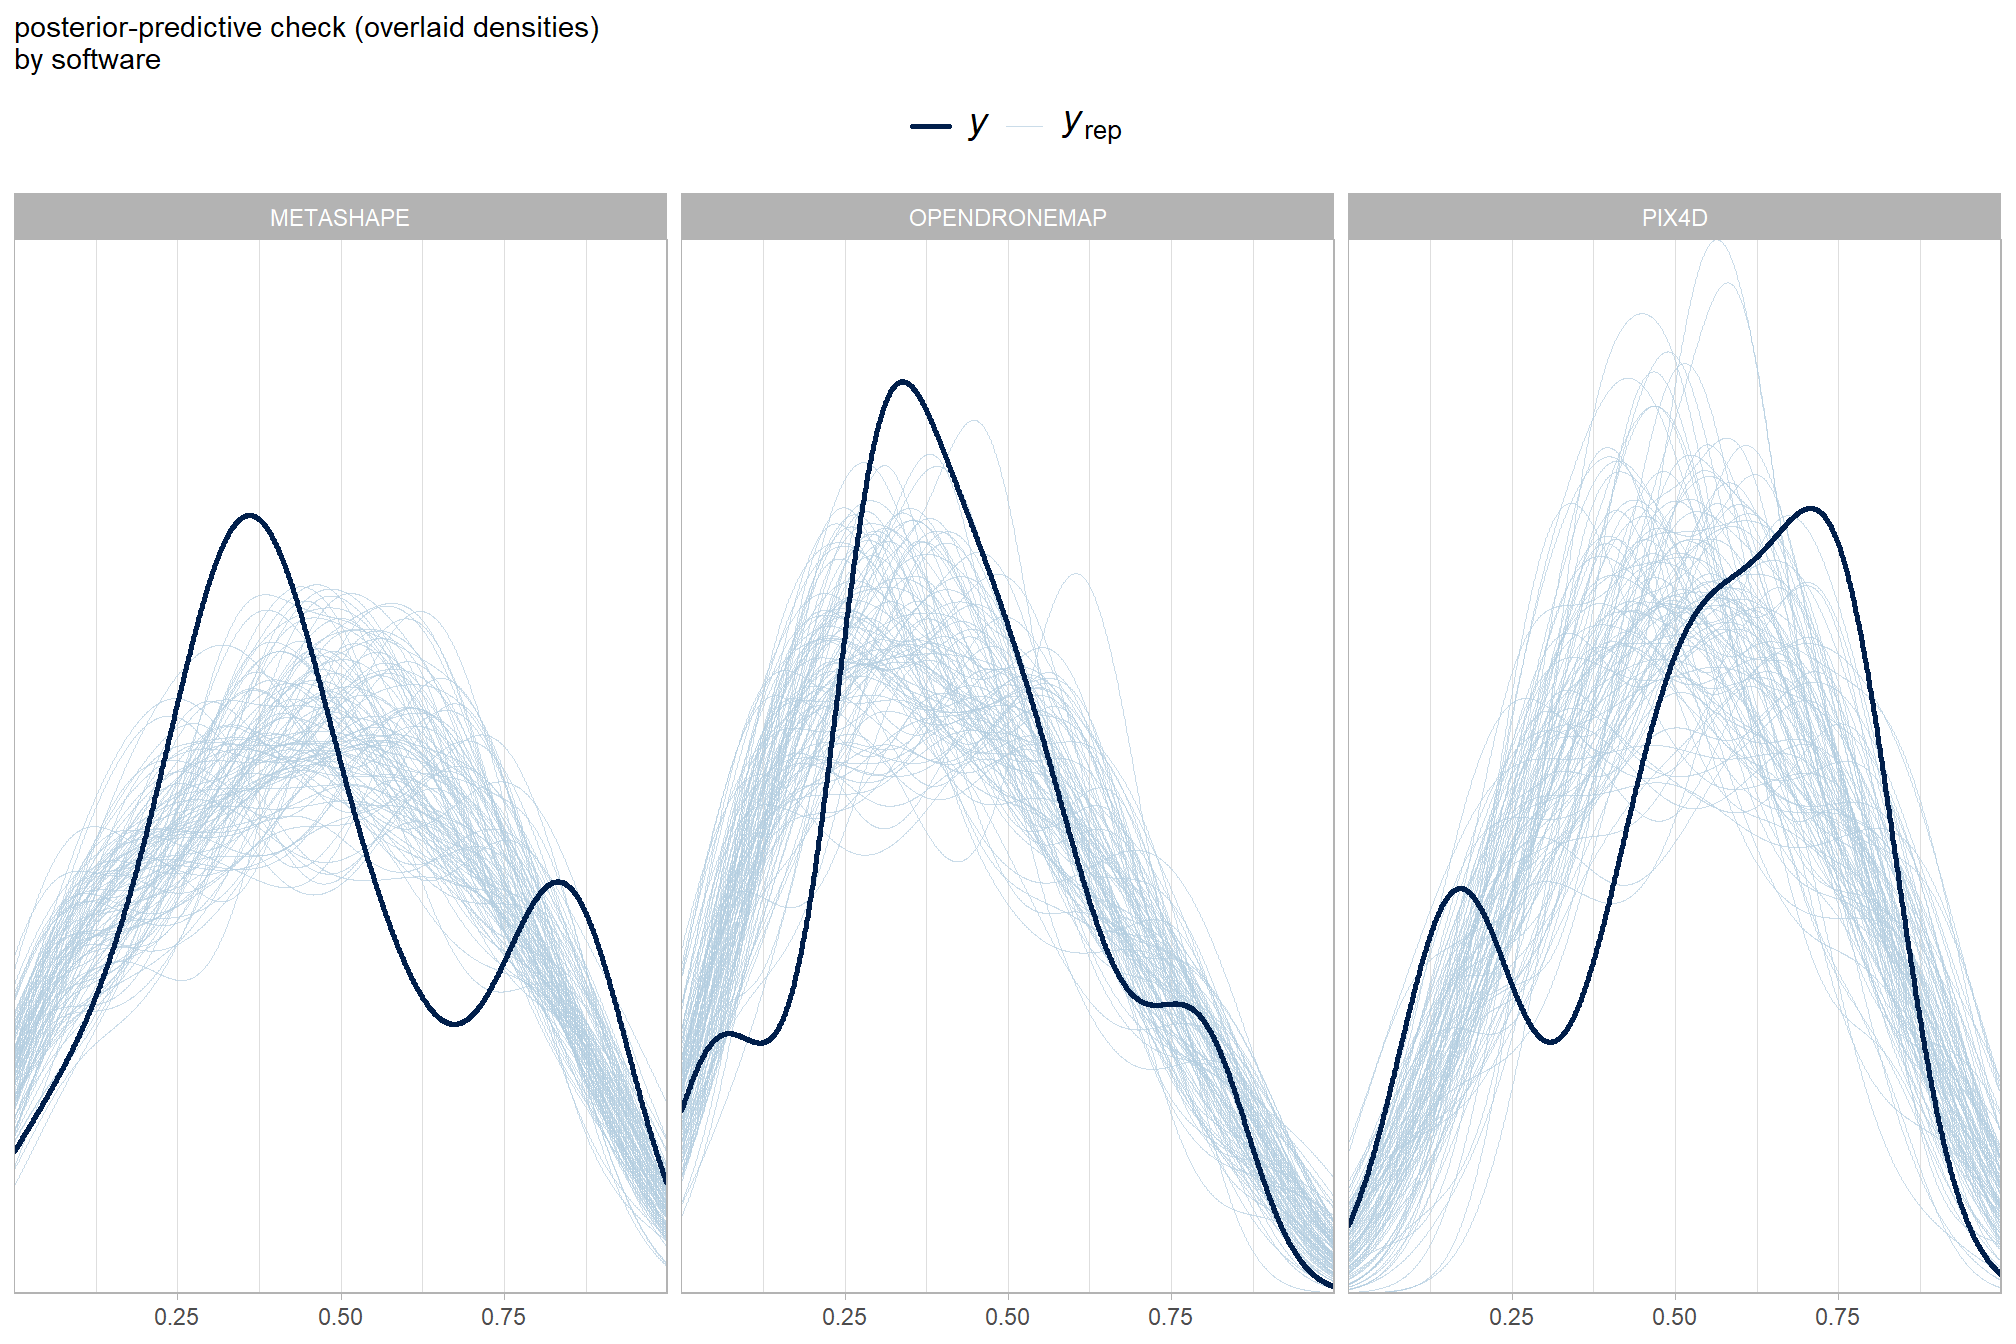 posterior-predictive check (overlaid densities)
by software
y y rep
METASHAPE OPENDRONEMAP PIX4D
0.25 0.50 0.75 0.25 0.50 0.75 0.25 0.50 0.75